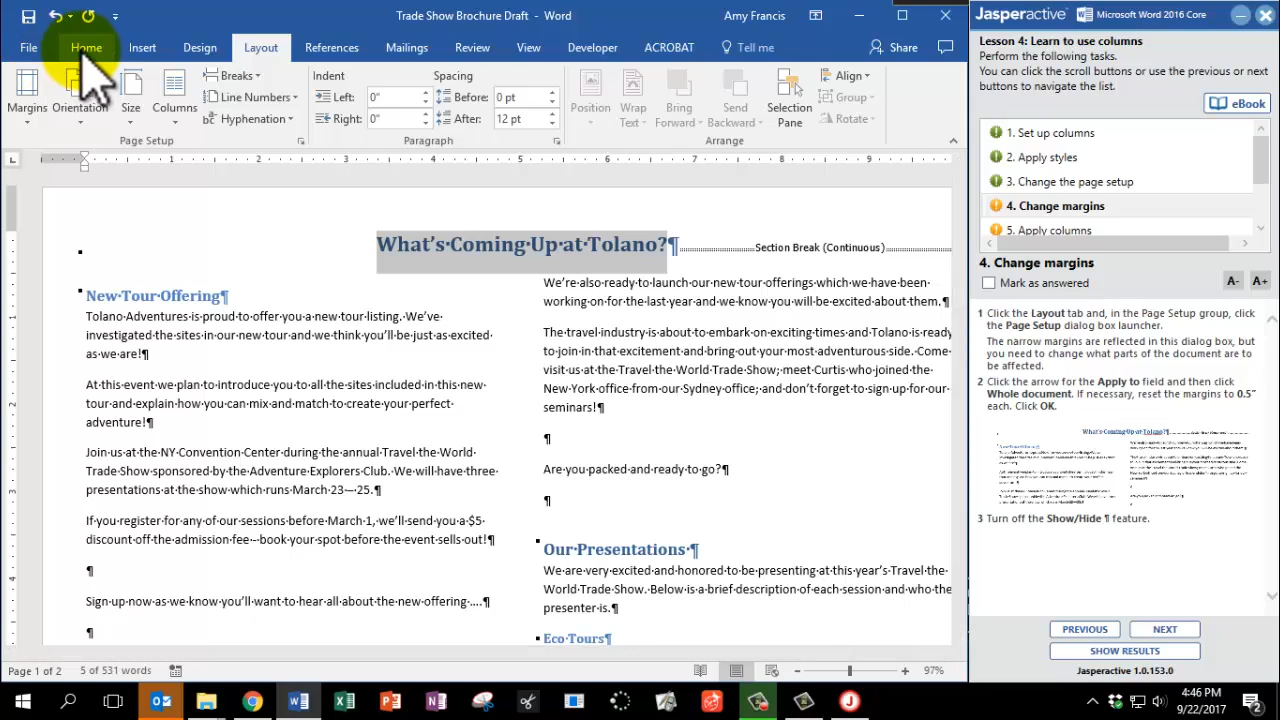 Trade Show Brochure Draft - Word
Amy Francis
File Home Insert Design Layout References Mailings Review View Developer ACROBAT Tell me Share
Margins
Orientation
Size
Columns
Breaks
Line Numbers
Hyphenation
Page Setup
Indent
Left: 0"
Right: 0"
Spacing
Before: 0 pt
After: 12 pt
Paragraph
Position
Wrap Text
Bring Forward
Send Backward
Selection Pane
Align
Group
Rotate
Arrange
L
1 2 3 4 5 6 7 8 9
What's·Coming·Up·at·Tolano?¶
Section Break (Continuous)
New·Tour·Offering¶
Tolano·Adventures·is·proud·to·offer·you·a·new·tour·listing.·We've·
investigated·the·sites·in·our·new·tour·and·we·think·you'll·be·just·as·excited·
as·we·are!¶
At·this·event·we·plan·to·introduce·you·to·all·the·sites·included·in·this·new·
tour·and·explain·how·you·can·mix·and·match·to·create·your·perfect·
adventure!¶
Join·us·at·the·NY·Convention·Center·during·the·annual·Travel·the·World·
Trade·Show·sponsored·by·the·Adventure·Explorers·Club.·We·will·have·three·
presentations·at·the·show·which·runs·March·23—·25.¶
If·you·register·for·any·of·our·sessions·before·March·1,·we'll·send·you·a·$5·
discount·off·the·admission·fee·-·book·your·spot·before·the·event·sells·out!¶
¶
Sign·up·now·as·we·know·you'll·want·to·hear·all·about·the·new·offering·....¶
¶
We're·also·ready·to·launch·our·new·tour·offerings·which·we·have·been·
working·on·for·the·last·year·and·we·know·you·will·be·excited·about·them.¶
The·travel·industry·is·about·to·embark·on·exciting·times·and·Tolano·is·ready
to·join·in·that·excitement·and·bring·out·your·most·adventurous·side.·Come·
visit·us·at·the·Travel·the·World·Trade·Show;·meet·Curtis·who·joined·the·
New·York·office·from·our·Sydney·office;·and·don't·forget·to·sign·up·for·our·
seminars!¶
¶
Are·you·packed·and·ready·to·go?¶
¶
Our·Presentations·¶
We·are·very·excited·and·honored·to·be·presenting·at·this·year's·Travel·the·
World·Trade·Show.·Below·is·a·brief·description·of·each·session·and·who·the
presenter·is.¶
Eco·Tours¶
1
2
3
4
Page 1 of 2 5 of 531 words
97%
Jasperactive Microsoft Word 2016 Core
Lesson 4: Learn to use columns
Perform the following tasks.
You can click the scroll buttons or use the previous or next
buttons to navigate the list.
eBook
1. Set up columns
2. Apply styles
3. Change the page setup
4. Change margins
5. Apply columns
4. Change margins
Mark as answered
A- A+
1 Click the Layout tab and, in the Page Setup group, click
the Page Setup dialog box launcher.
The narrow margins are reflected in this dialog box, but
you need to change what parts of the document are to
be affected.
2 Click the arrow for the Apply to field and then click
Whole document. If necessary, reset the margins to 0.5"
each. Click OK.
What's·Coming·Up·at·Tolano?¶
3 Turn off the Show/Hide ¶ feature.
PREVIOUS NEXT
SHOW RESULTS
Jasperactive 1.0.153.0
4:46 PM
9/22/2017
2